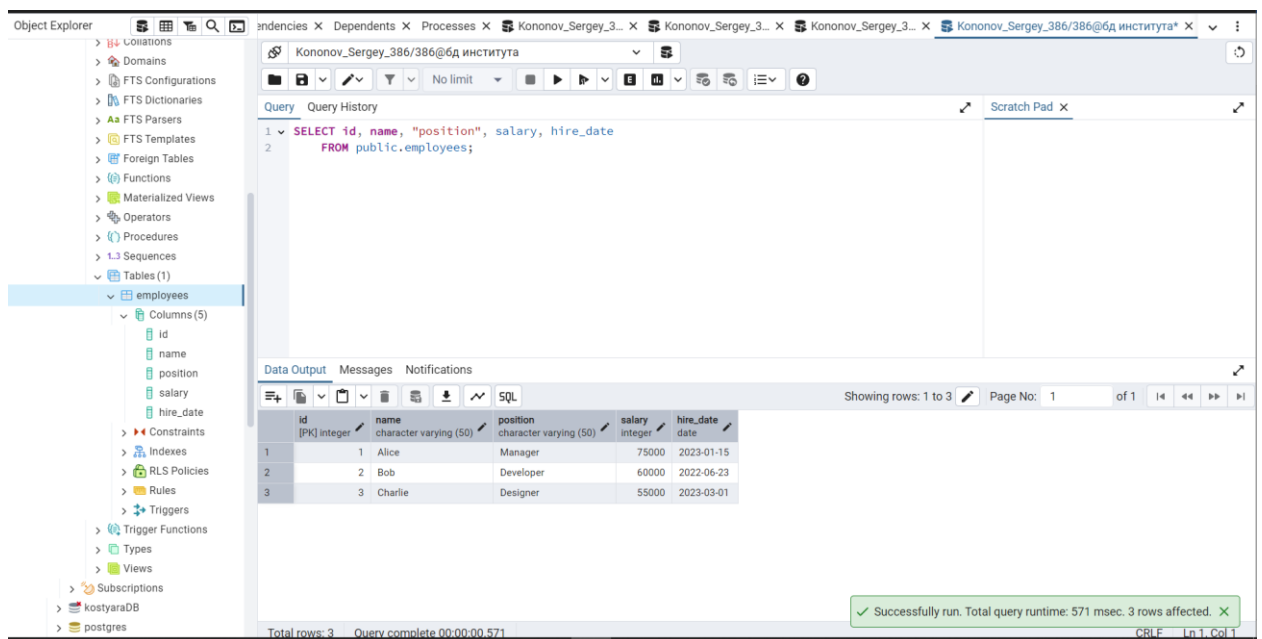 Object Explorer
Collations
Domains
FTS Configurations
FTS Dictionaries
Aa FTS Parsers
FTS Templates
Foreign Tables
Functions
Materialized Views
Operators
Procedures
1..3 Sequences
Tables (1)
employees
Columns (5)
id
name
position
salary
hire_date
Constraints
Indexes
RLS Policies
Rules
Triggers
Trigger Functions
Types
Views
Subscriptions
kostyaraDB
postgres
endencies X Dependents X Processes X Kononov_Sergey_3... X Kononov_Sergey_3... X Kononov_Sergey_3... X Kononov_Sergey_386/386@бд института* X
Kononov_Sergey_386/386@бд института
No limit
E
Query Query History
Scratch Pad X
1 SELECT id, name, "position", salary, hire_date
2 FROM public.employees;
Data Output Messages Notifications
SQL
Showing rows: 1 to 3 Page No: 1 of 1
id name position salary hire_date
[PK] integer character varying (50) character varying (50) integer date
1 1 Alice Manager 75000 2023-01-15
2 2 Bob Developer 60000 2022-06-23
3 3 Charlie Designer 55000 2023-03-01
Successfully run. Total query runtime: 571 msec. 3 rows affected. X
Total rows: 3 Query complete 00:00:00.571 CRLF Ln 1, Col 1